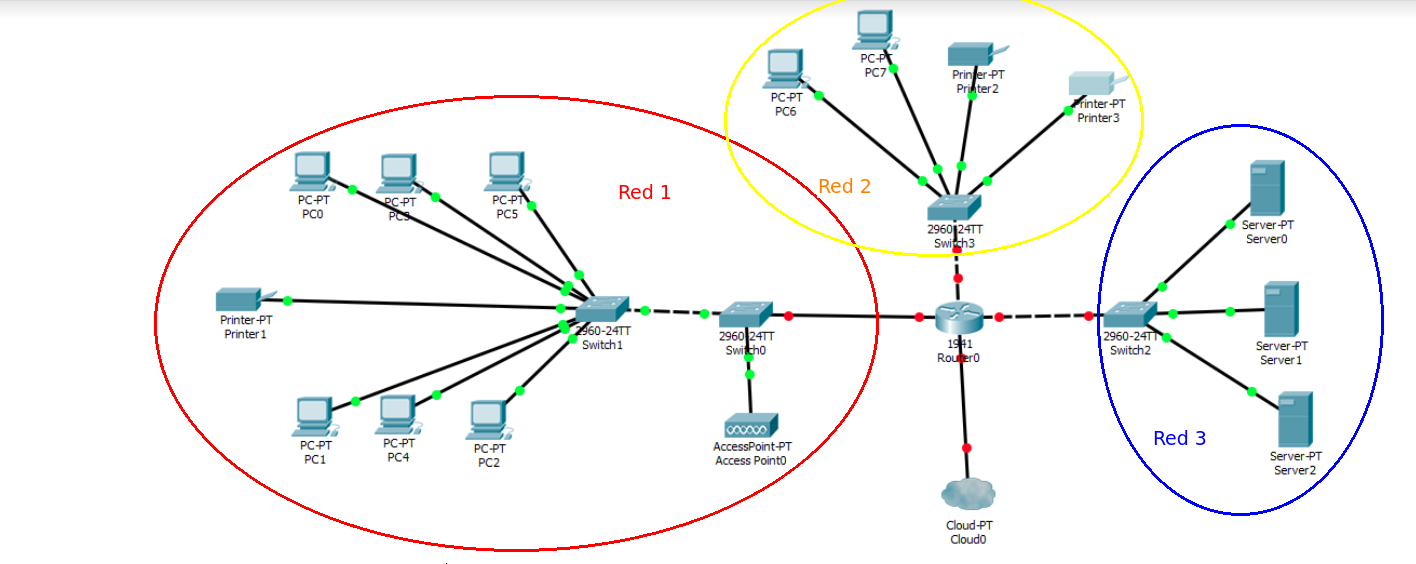 PC-PT
PC7
PC-PT
PC6
Printer-PT
Printer2
Printer-PT
Printer3
Red 2
2960-24TT
Switch3
Red 1
PC-PT
PC0
PC-PT
PC3
PC-PT
PC5
Printer-PT
Printer1
2960-24TT
Switch1
2960-24TT
Switch0
PC-PT
PC1
PC-PT
PC4
PC-PT
PC2
AccessPoint-PT
Access Point0
1941
Router0
Cloud-PT
Cloud0
2960-24TT
Switch2
Server-PT
Server0
Server-PT
Server1
Red 3
Server-PT
Server2